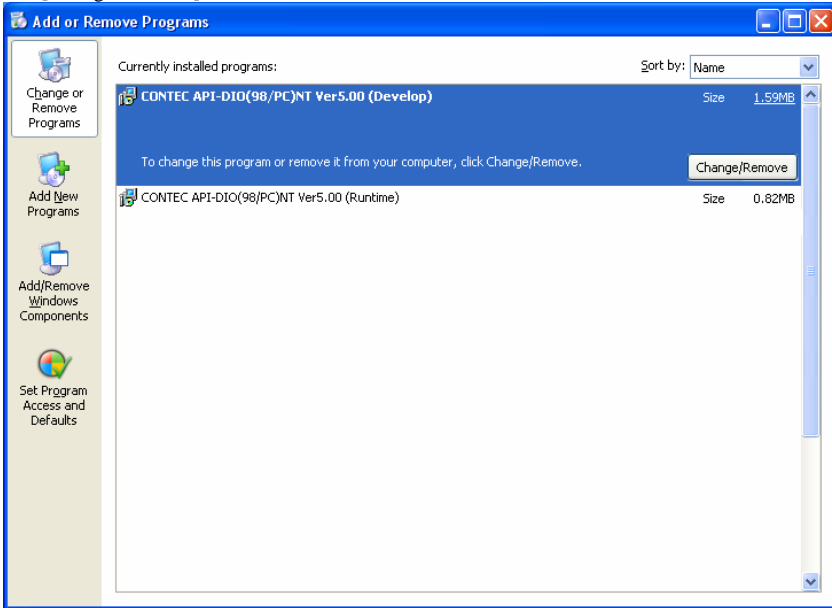 Add or Remove Programs
Change or
Remove
Programs
Add New
Programs
Add/Remove
Windows
Components
Set Program
Access and
Defaults
Currently installed programs:
Sort by: Name
CONTEC API-DIO(98/PC)NT Ver5.00 (Develop) Size 1.59MB
To change this program or remove it from your computer, click Change/Remove. Change/Remove
CONTEC API-DIO(98/PC)NT Ver5.00 (Runtime) Size 0.82MB